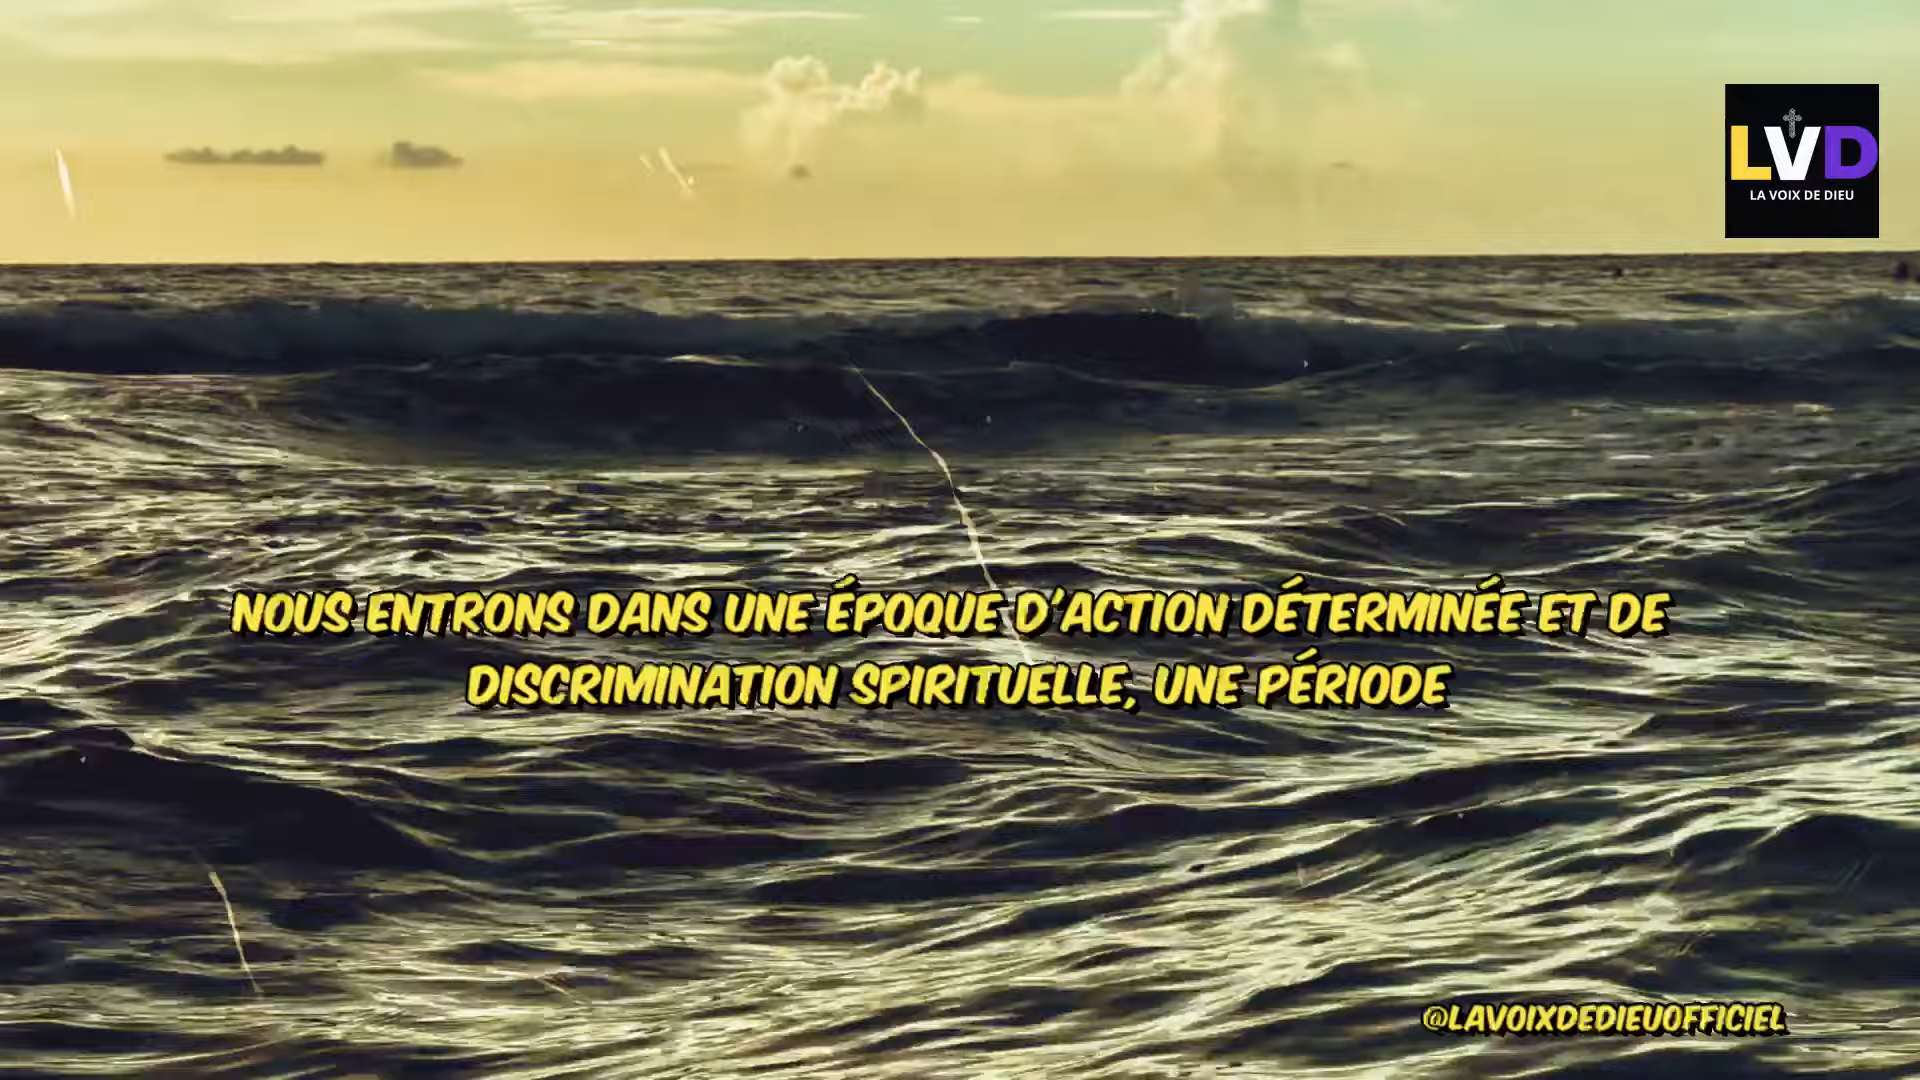 LVD
LA VOIX DE DIEU
NOUS ENTRONS DANS UNE ÉPOQUE D'ACTION DÉTERMINÉE ET DE
DISCRIMINATION SPIRITUELLE, UNE PÉRIODE
@LAVOIXDEDIEUOFFICIEL